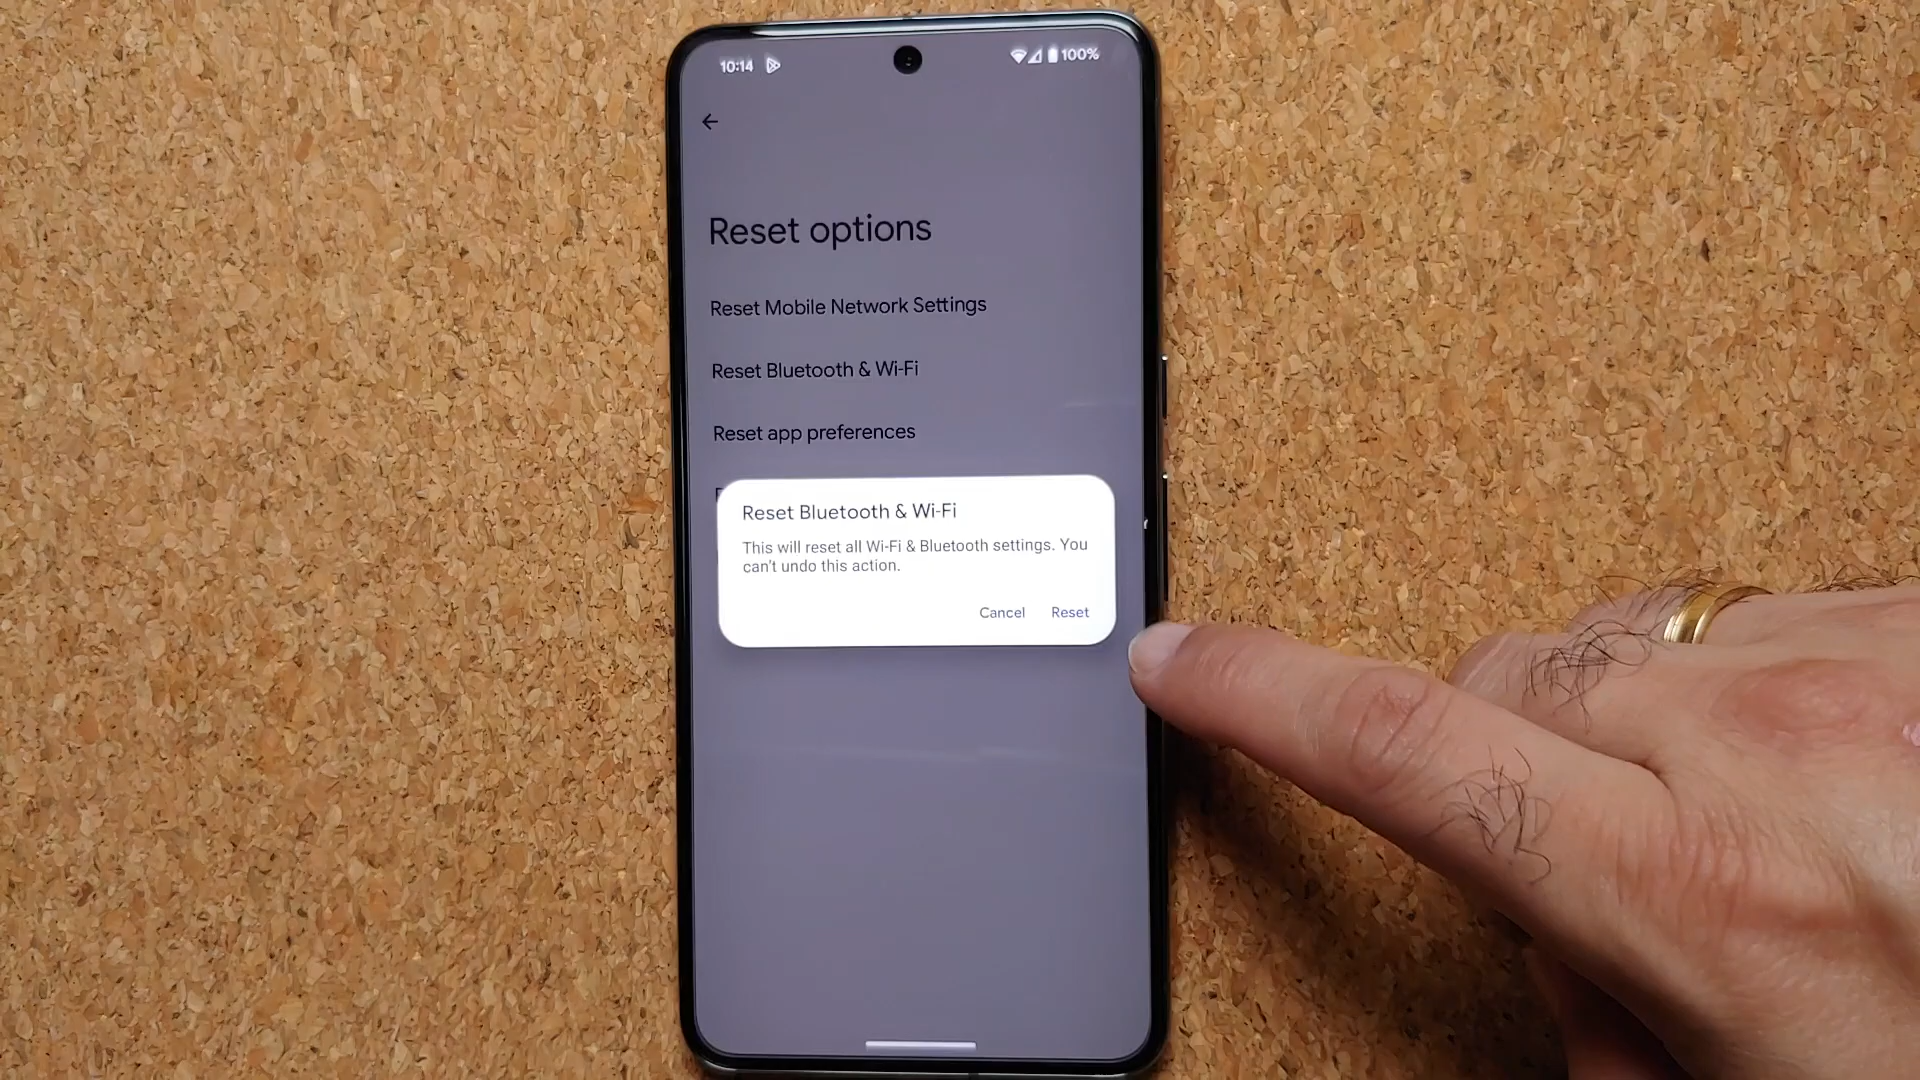 10:14 100%
Reset options
Reset Mobile Network Settings
Reset Bluetooth & Wi-Fi
Reset app preferences
Reset Bluetooth & Wi-Fi
This will reset all Wi-Fi & Bluetooth settings. You
can't undo this action.
Cancel Reset